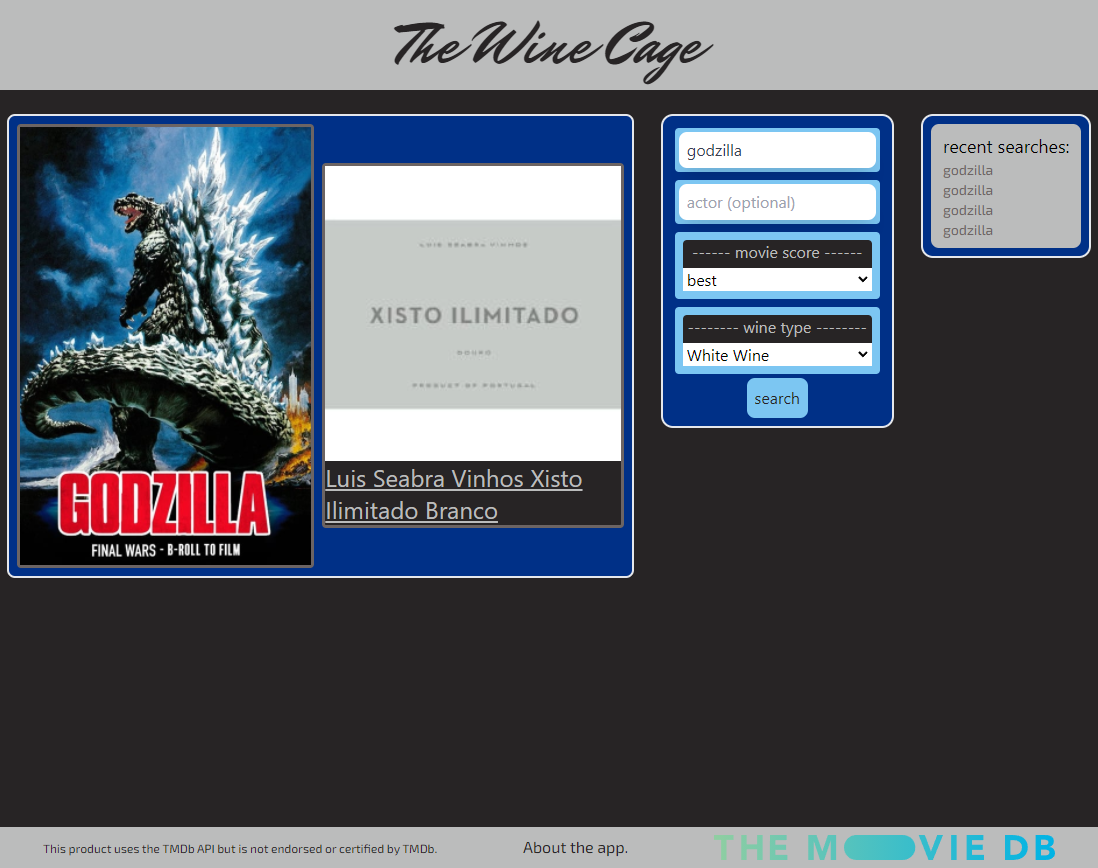 The Wine Cage
GODZILLA
FINAL WARS - B-ROLL TO FILM
LUIS SEABRA VINHOS
XISTO ILIMITADO
DOURO
PRODUCT OF PORTUGAL
Luis Seabra Vinhos Xisto
Ilimitado Branco
godzilla
actor (optional)
------ movie score ------
best
-------- wine type --------
White Wine
search
recent searches:
godzilla
godzilla
godzilla
godzilla
This product uses the TMDb API but is not endorsed or certified by TMDb.
About the app.
THE MOVIE DB